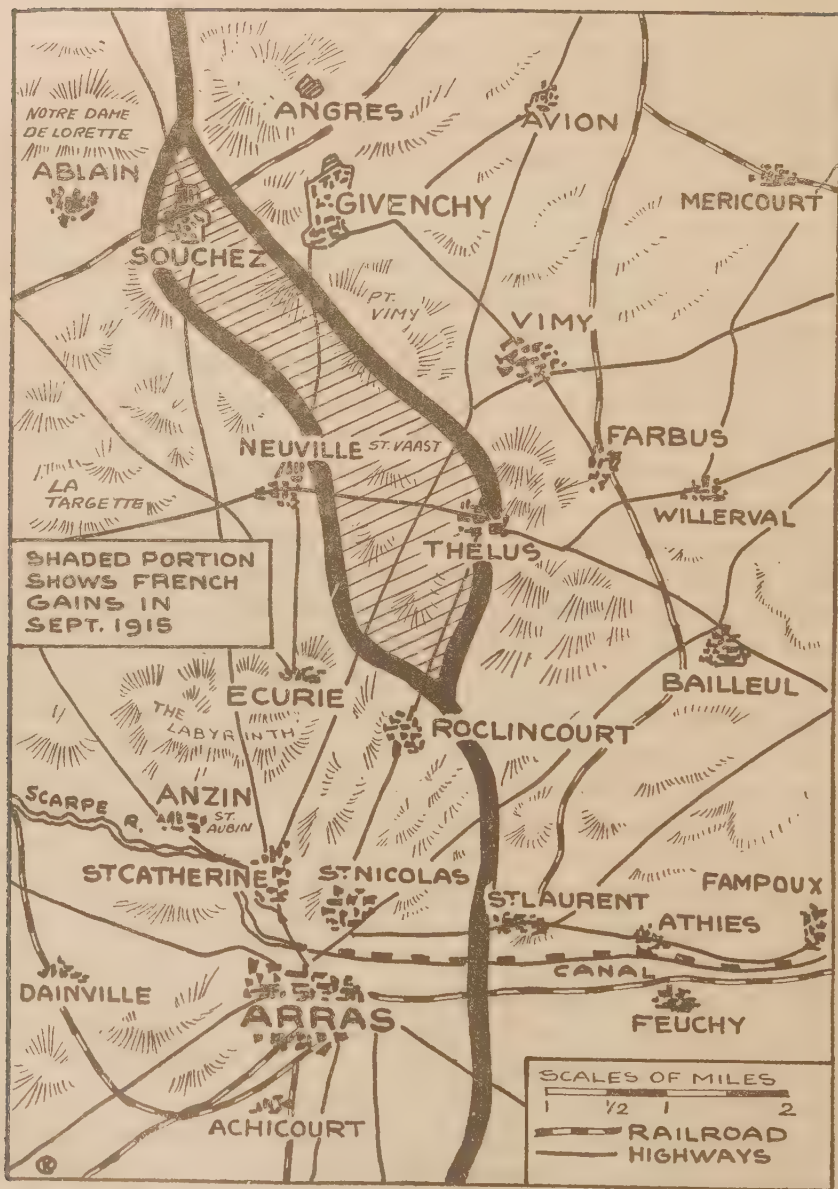 NOTRE DAME
DE LORETTE
ABLAIN
ANGRES
AVION
GIVENCHY
MERICOURT
SOUCHEZ
PT.
VIMY
VIMY
NEUVILLE ST. VAAST
FARBUS
LA
TARGETTE
WILLERVAL
THELUS
SHADED PORTION
SHOWS FRENCH
GAINS IN
SEPT. 1915
ECURIE
BAILLEUL
THE
LABYRINTH
ROCLINCOURT
SCARPE
R.
ANZIN
ST.
AUBIN
ST CATHERINE
ST NICOLAS
ST LAURENT
FAMPOUX
ATHIES
CANAL
DAINVILLE
ARRAS
FEUCHY
ACHICOURT
SCALES OF MILES
1 1/2 1 2
RAILROAD
HIGHWAYS
K